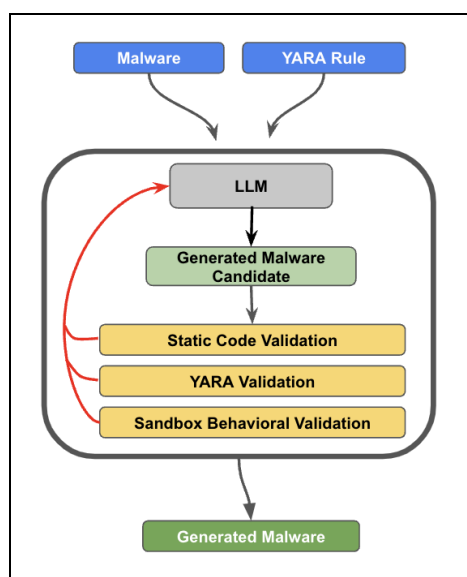 Malware
YARA Rule
LLM
Generated Malware
Candidate
Static Code Validation
YARA Validation
Sandbox Behavioral Validation
Generated Malware